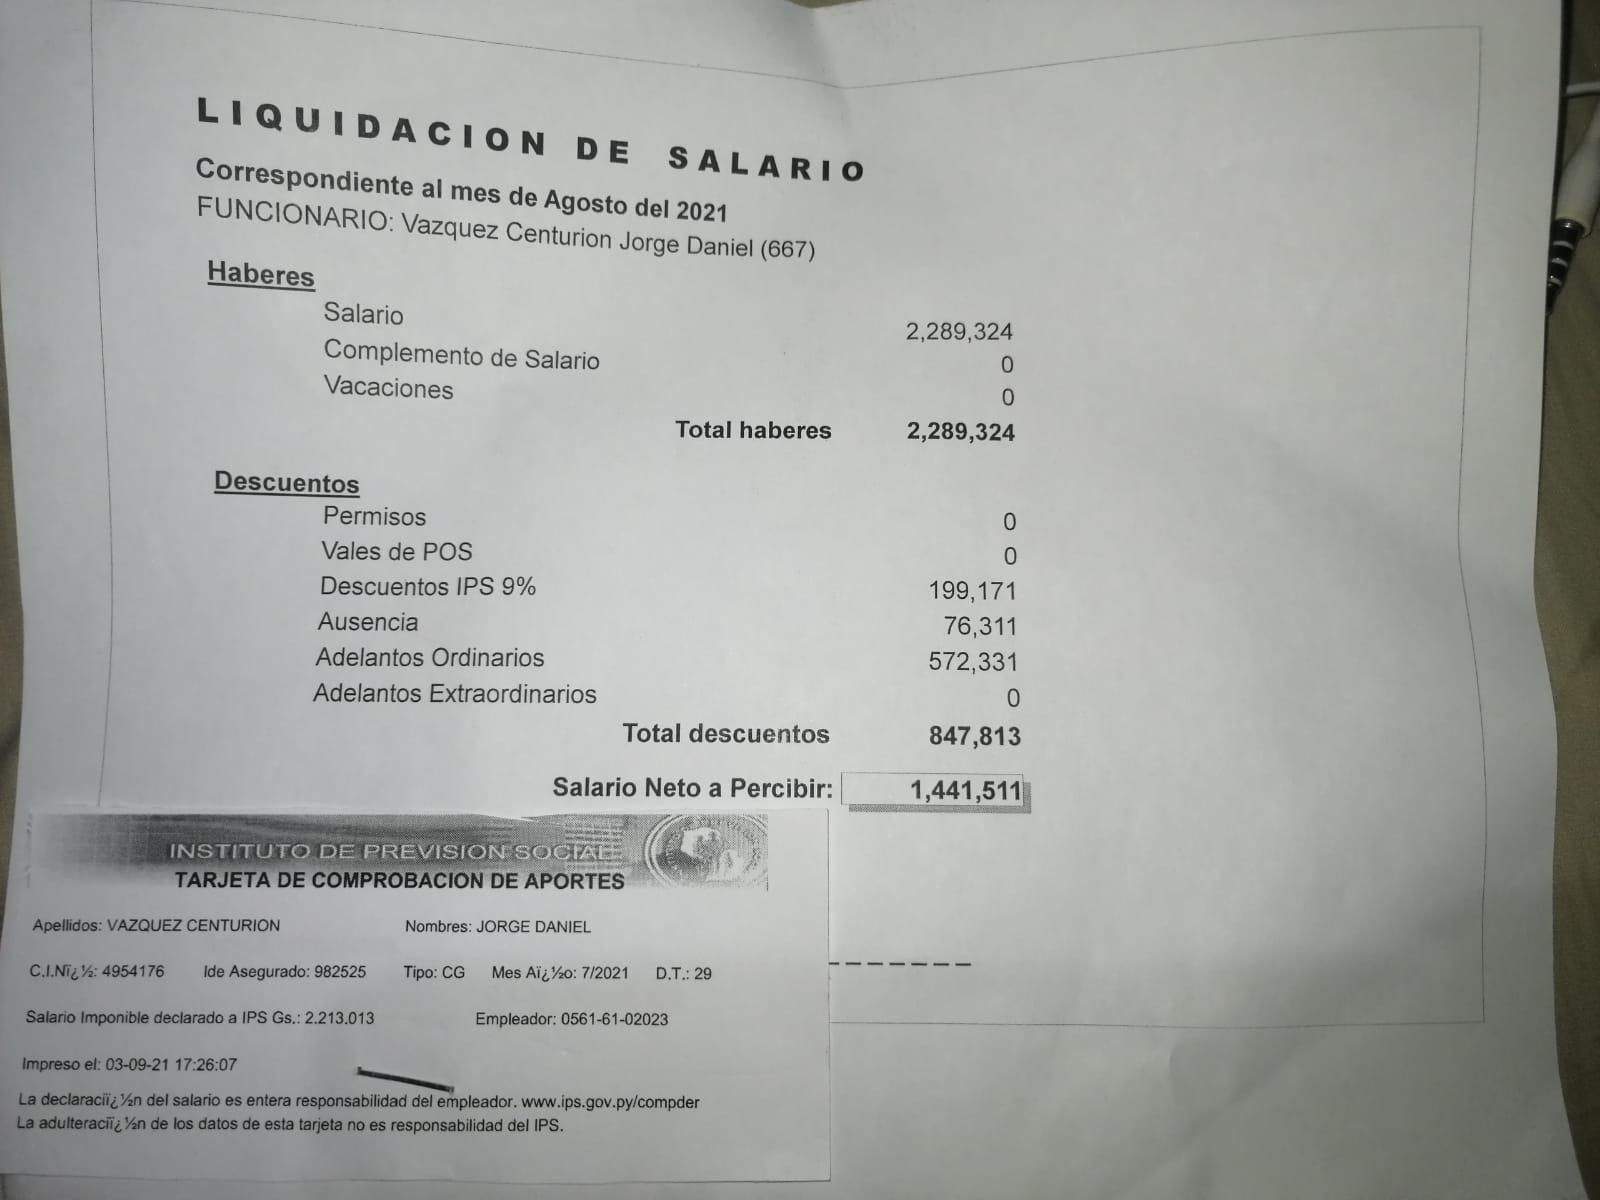 LIQUIDACION DE SALARIO
Correspondiente al mes de Agosto del 2021
FUNCIONARIO: Vazquez Centurion Jorge Daniel (667)
Haberes
Salario 2,289,324
Complemento de Salario 0
Vacaciones 0
Total haberes 2,289,324
Descuentos
Permisos 0
Vales de POS 0
Descuentos IPS 9% 199,171
Ausencia 76,311
Adelantos Ordinarios 572,331
Adelantos Extraordinarios 0
Total descuentos 847,813
Salario Neto a Percibir: 1,441,511
INSTITUTO DE PREVISION SOCIAL
TARJETA DE COMPROBACION DE APORTES
Apellidos: VAZQUEZ CENTURION Nombres: JORGE DANIEL
C.I.Nï¿½: 4954176 Ide Asegurado: 982525 Tipo: CG Mes Aï¿½o: 7/2021 D.T.: 29
Salario Imponible declarado a IPS Gs.: 2.213.013 Empleador: 0561-61-02023
Impreso el: 03-09-21 17:26:07
La declaraciï¿½n del salario es entera responsabilidad del empleador. www.ips.gov.py/compder
La adulteraciï¿½n de los datos de esta tarjeta no es responsabilidad del IPS.